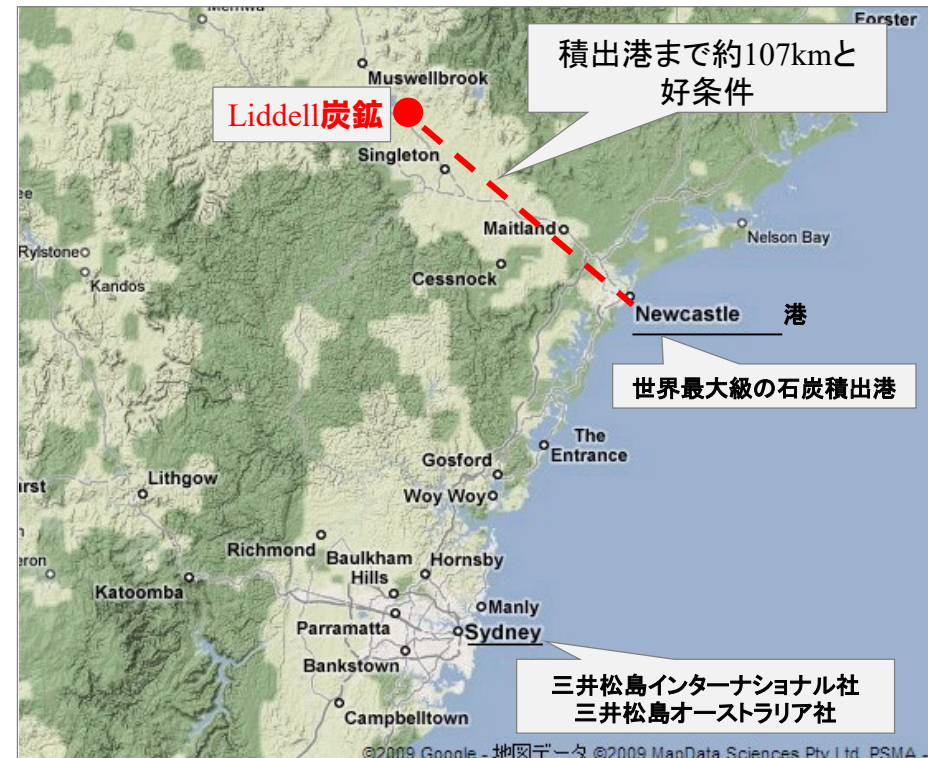 Forster
積出港まで約107kmと
好条件
Muswellbrook
Liddell炭鉱
Singleton
Maitland
Nelson Bay
Rylstone
Cessnock
Kandos
Newcastle 港
世界最大級の石炭積出港
The
Entrance
Gosford
Lithgow
Woy Woy
Richmond
Baulkham
Hills
Hornsby
Katoomba
Manly
Parramatta
Sydney
Bankstown
三井松島インターナショナル社
三井松島オーストラリア社
Campbelltown
©2009 Google - 地図データ ©2009 MapData Sciences Pty Ltd, PSMA -